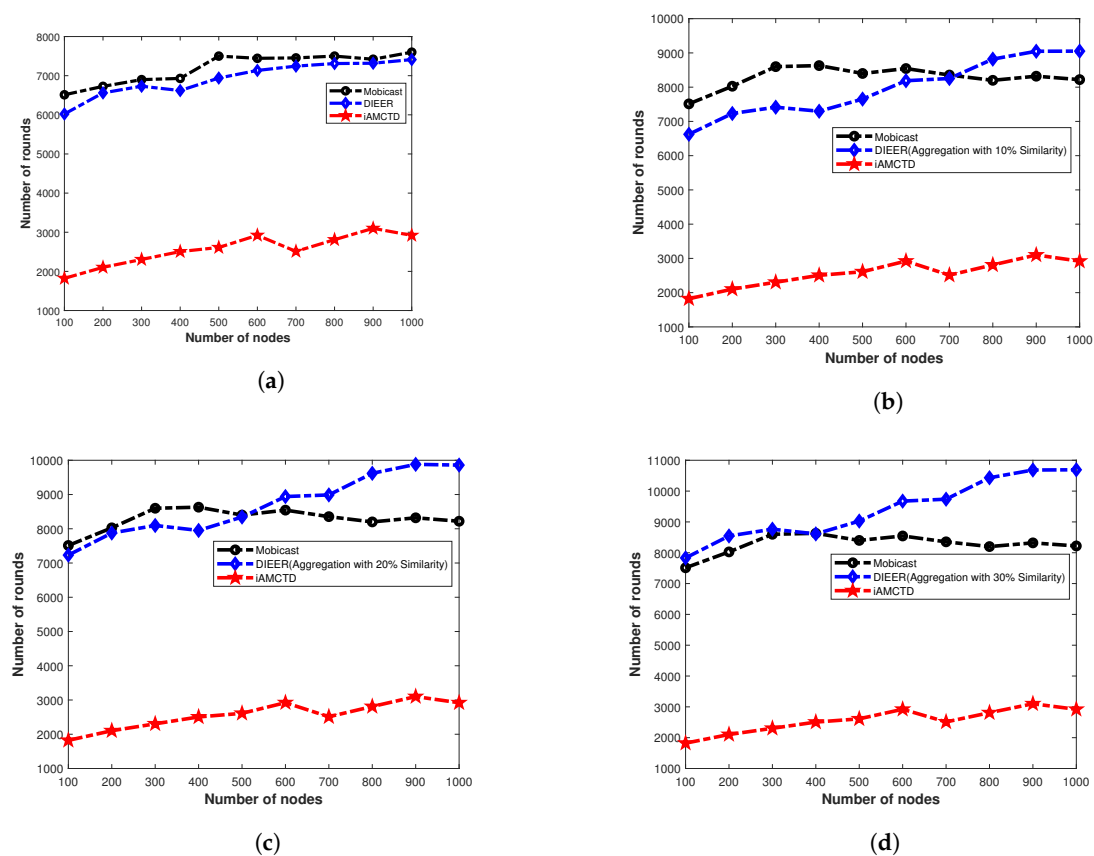 8000
7000
6000
5000
4000
3000
2000
1000
Number of rounds
Mobicast
DIEER
iAMCTD
100 200 300 400 500 600 700 800 900 1000
Number of nodes
(a)
10000
9000
8000
7000
6000
5000
4000
3000
2000
1000
Number of rounds
Mobicast
DIEER(Aggregation with 10% Similarity)
iAMCTD
100 200 300 400 500 600 700 800 900 1000
Number of nodes
(b)
10000
9000
8000
7000
6000
5000
4000
3000
2000
1000
Number of rounds
Mobicast
DIEER(Aggregation with 20% Similarity)
iAMCTD
100 200 300 400 500 600 700 800 900 1000
Number of nodes
(c)
11000
10000
9000
8000
7000
6000
5000
4000
3000
2000
1000
Number of rounds
Mobicast
DIEER(Aggregation with 30% Similarity)
iAMCTD
100 200 300 400 500 600 700 800 900 1000
Number of nodes
(d)